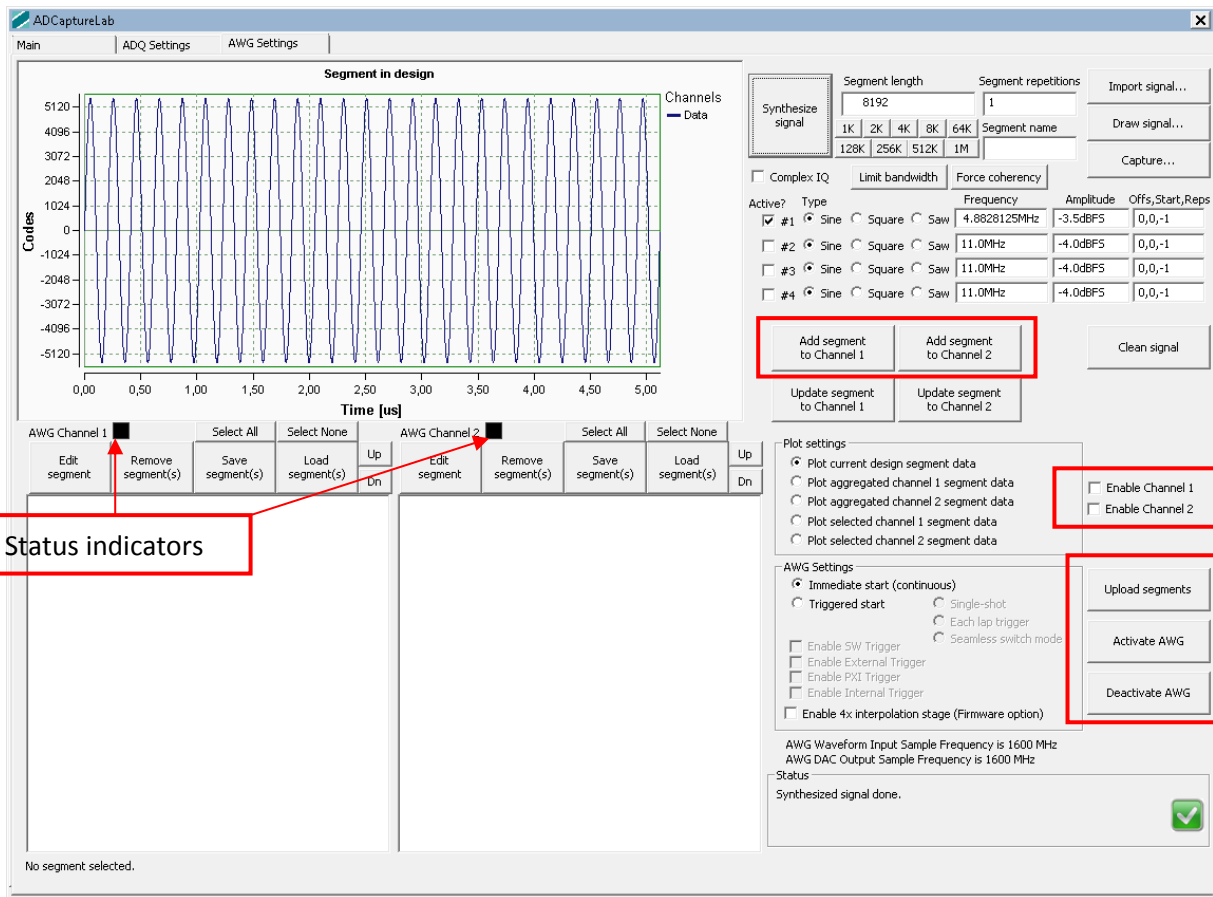 ADCaptureLab
Main ADQ Settings AWG Settings
Segment in design
Channels
Data
Codes
5120
4096
3072
2048
1024
0
-1024
-2048
-3072
-4096
-5120
0,00 0,50 1,00 1,50 2,00 2,50 3,00 3,50 4,00 4,50 5,00
Time [us]
Synthesize signal
Segment length Segment repetitions
8192 1
1K 2K 4K 8K 64K Segment name
128K 256K 512K 1M
Import signal...
Draw signal...
Capture...
Complex IQ Limit bandwidth Force coherency
Active? Type Frequency Amplitude Offs,Start,Reps
#1 Sine Square Saw 4.8828125MHz -3.5dBFS 0,0,-1
#2 Sine Square Saw 11.0MHz -4.0dBFS 0,0,-1
#3 Sine Square Saw 11.0MHz -4.0dBFS 0,0,-1
#4 Sine Square Saw 11.0MHz -4.0dBFS 0,0,-1
Add segment to Channel 1
Add segment to Channel 2
Clean signal
Update segment to Channel 1
Update segment to Channel 2
AWG Channel 1 Select All Select None
Edit segment
Remove segment(s)
Save segment(s)
Load segment(s)
Up
Dn
AWG Channel 2 Select All Select None
Edit segment
Remove segment(s)
Save segment(s)
Load segment(s)
Up
Dn
Status indicators
Plot settings
Plot current design segment data
Plot aggregated channel 1 segment data
Plot aggregated channel 2 segment data
Plot selected channel 1 segment data
Plot selected channel 2 segment data
Enable Channel 1
Enable Channel 2
AWG Settings
Immediate start (continuous)
Triggered start Single-shot
Each lap trigger
Seamless switch mode
Enable SW Trigger
Enable External Trigger
Enable PXI Trigger
Enable Internal Trigger
Enable 4x interpolation stage (Firmware option)
Upload segments
Activate AWG
Deactivate AWG
AWG Waveform Input Sample Frequency is 1600 MHz
AWG DAC Output Sample Frequency is 1600 MHz
Status
Synthesized signal done.
No segment selected.